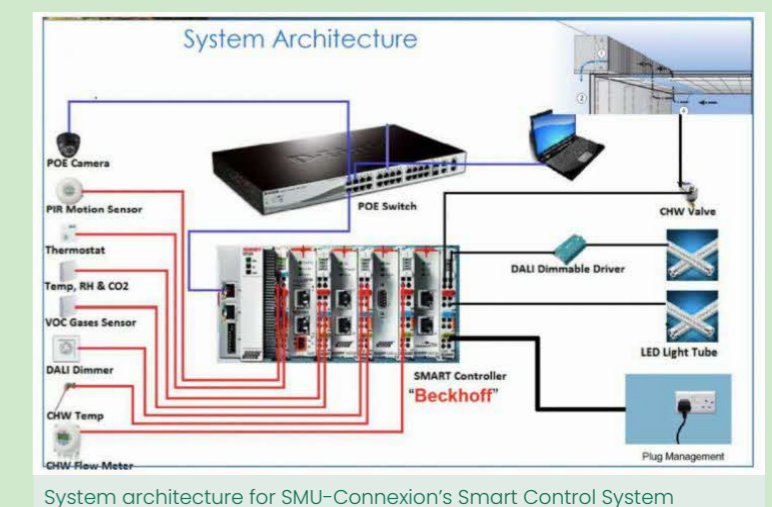 System Architecture
POE Camera
PIR Motion Sensor
Thermostat
Temp, RH & CO2
VOC Gases Sensor
DALI Dimmer
CHW Temp
CHW Flow Meter
D-Link
POE Switch
CHW Valve
DALI Dimmable Driver
LED Light Tube
SMART Controller
"Beckhoff"
Plug Management
System architecture for SMU-Connexion's Smart Control System